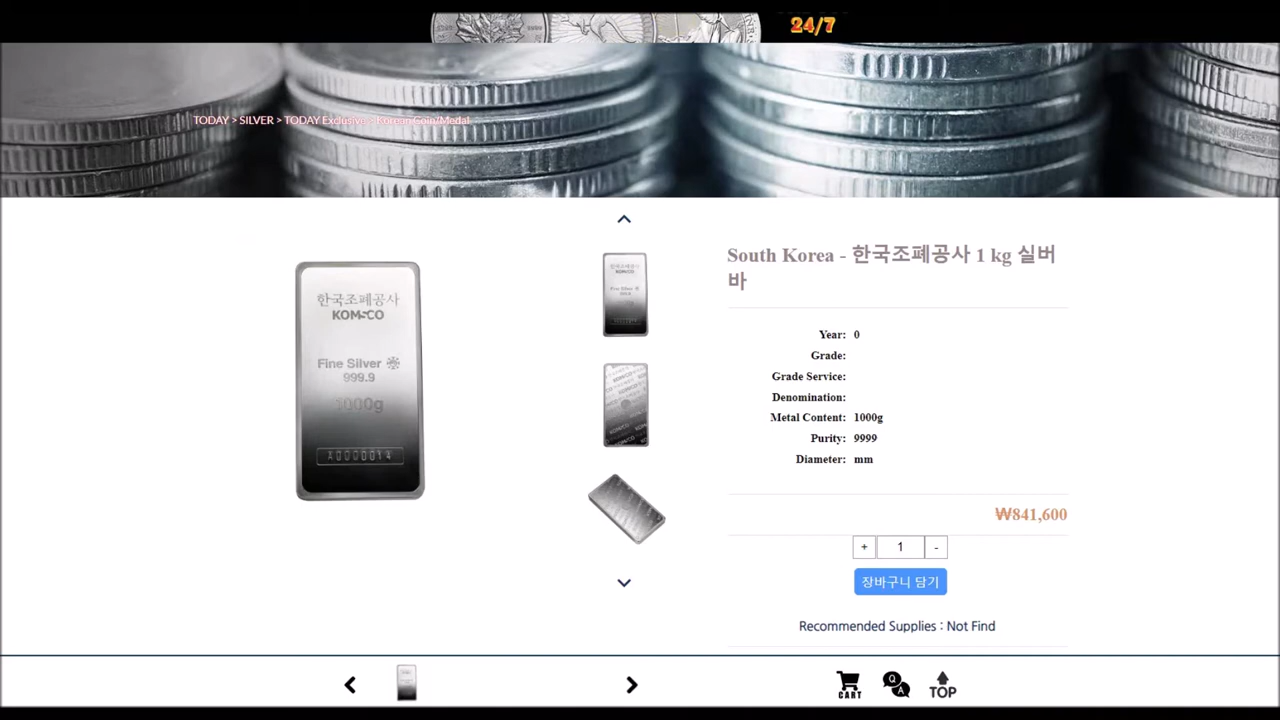 24/7
TODAY > SILVER > TODAY Exclusive > Korean Coin/Medal
South Korea - 한국조폐공사 1 kg 실버
바
한국조폐공사
KOMSCO
Fine Silver
999.9
1000g
Year: 0
Grade:
Grade Service:
Denomination:
Metal Content: 1000g
Purity: 9999
Diameter: mm
₩841,600
+ 1 -
장바구니 담기
Recommended Supplies : Not Find
CART
Q
A
TOP